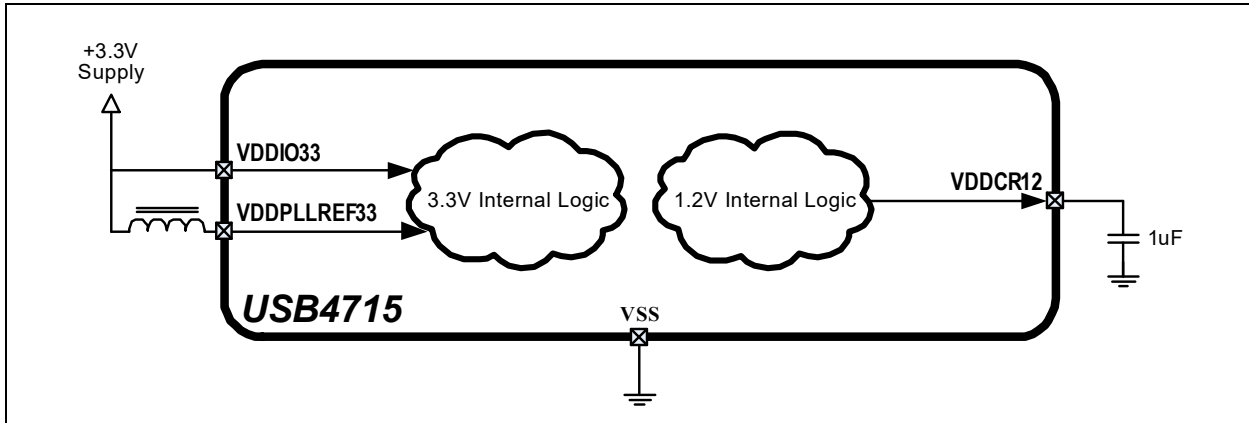 +3.3V
Supply
VDDIO33
VDDPLLREF33
3.3V Internal Logic
1.2V Internal Logic
VDDCR12
1uF
USB4715
VSS